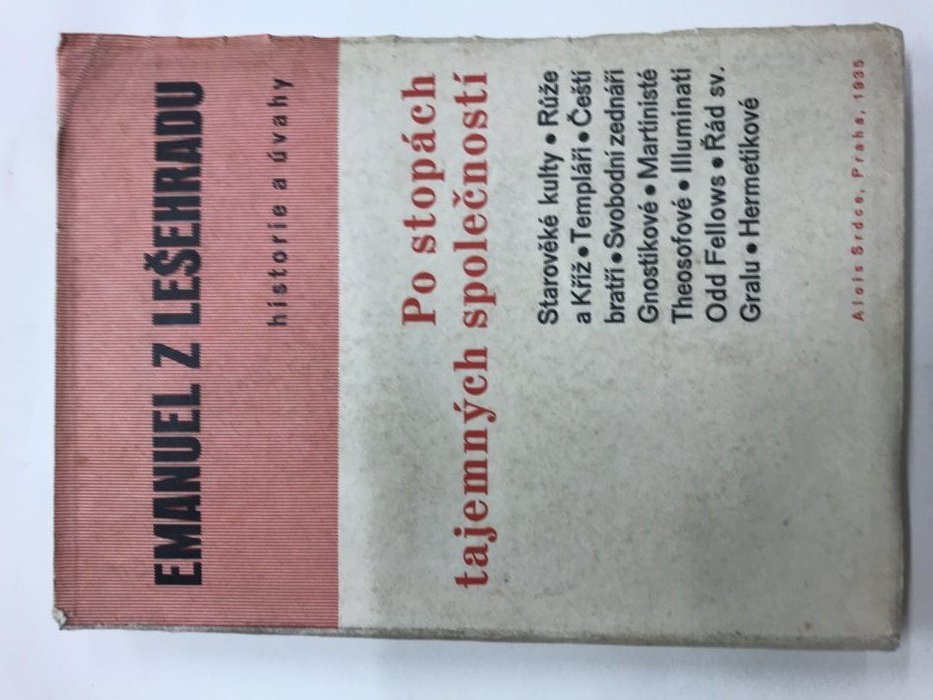 EMANUEL Z LEŠEHRADU
historie a úvahy
Po stopách
tajemných společností
Starověké kulty • Růže
a Kříž • Templáři • Čeští
bratři • Svobodní zednáři
Gnostikové • Martinisté
Theosofové • Illuminati
Odd Fellows • Řád sv.
Gralu • Hermetikové
Alois Srdce, Praha, 1935